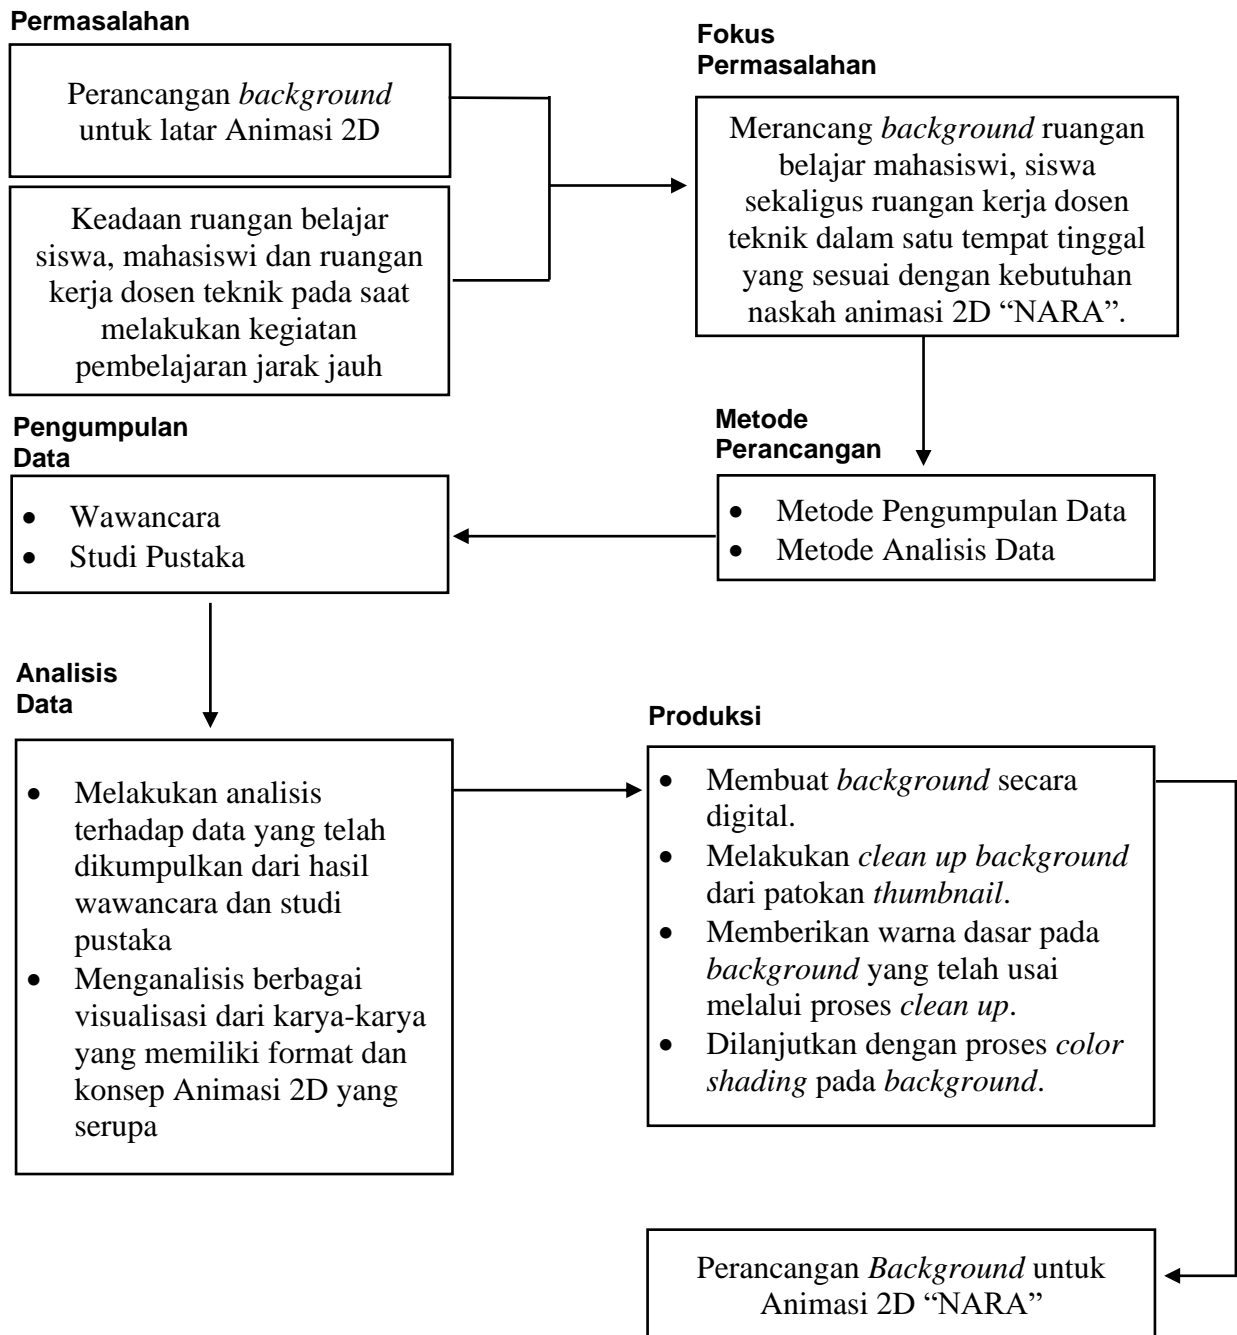 Permasalahan
Perancangan background
untuk latar Animasi 2D
Keadaan ruangan belajar
siswa, mahasiswi dan ruangan
kerja dosen teknik pada saat
melakukan kegiatan
pembelajaran jarak jauh
Fokus
Permasalahan
Merancang background ruangan
belajar mahasiswi, siswa
sekaligus ruangan kerja dosen
teknik dalam satu tempat tinggal
yang sesuai dengan kebutuhan
naskah animasi 2D “NARA”.
Metode
Perancangan
• Metode Pengumpulan Data
• Metode Analisis Data
Pengumpulan
Data
• Wawancara
• Studi Pustaka
Analisis
Data
• Melakukan analisis
terhadap data yang telah
dikumpulkan dari hasil
wawancara dan studi
pustaka
• Menganalisis berbagai
visualisasi dari karya-karya
yang memiliki format dan
konsep Animasi 2D yang
serupa
Produksi
• Membuat background secara
digital.
• Melakukan clean up background
dari patokan thumbnail.
• Memberikan warna dasar pada
background yang telah usai
melalui proses clean up.
• Dilanjutkan dengan proses color
shading pada background.
Perancangan Background untuk
Animasi 2D “NARA”